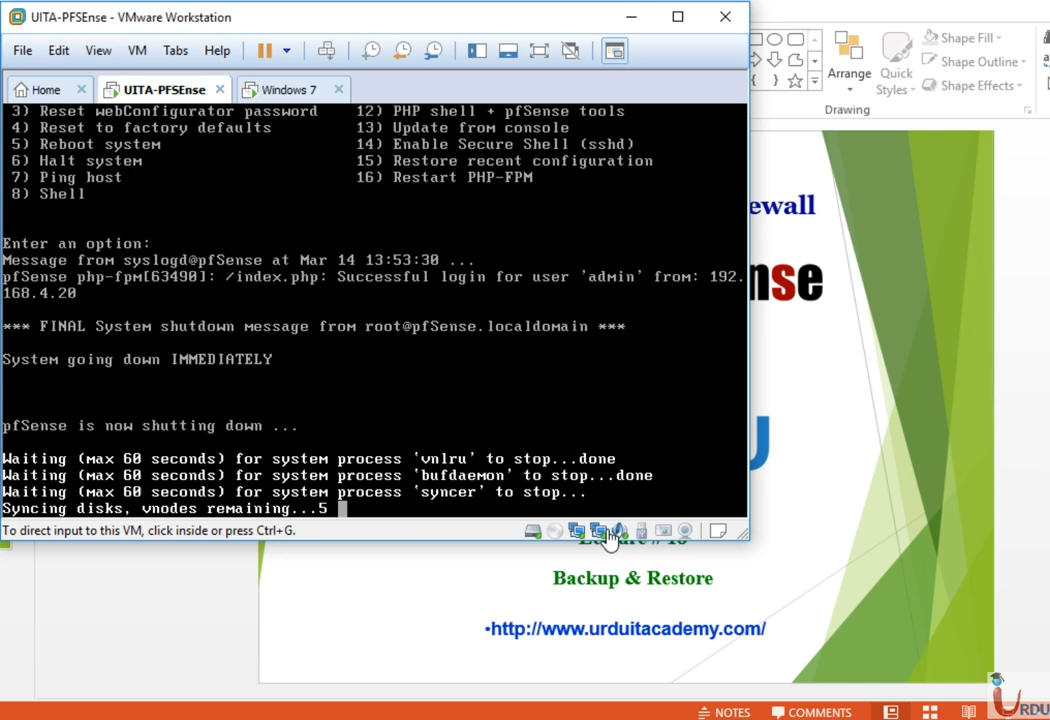 UITA-PFSEnse - VMware Workstation
File Edit View VM Tabs Help
Home UITA-PFSEnse Windows 7
3) Reset webConfigurator password 12) PHP shell + pfSense tools
4) Reset to factory defaults 13) Update from console
5) Reboot system 14) Enable Secure Shell (sshd)
6) Halt system 15) Restore recent configuration
7) Ping host 16) Restart PHP-FPM
8) Shell
Enter an option:
Message from syslogd@pfSense at Mar 14 13:53:30 ...
pfSense php-fpm[63490]: /index.php: Successful login for user 'admin' from: 192.
168.4.20
*** FINAL System shutdown message from root@pfSense.localdomain ***
System going down IMMEDIATELY
pfSense is now shutting down ...
Waiting (max 60 seconds) for system process `vnlru' to stop...done
Waiting (max 60 seconds) for system process `bufdaemon' to stop...done
Waiting (max 60 seconds) for system process `syncer' to stop...
Syncing disks, vnodes remaining...5
To direct input to this VM, click inside or press Ctrl+G.
Arrange
Quick
Styles
Shape Fill
Shape Outline
Shape Effects
Drawing
ewall
nse
U
Backup & Restore
•http://www.urduitacademy.com/
NOTES COMMENTS
URDU